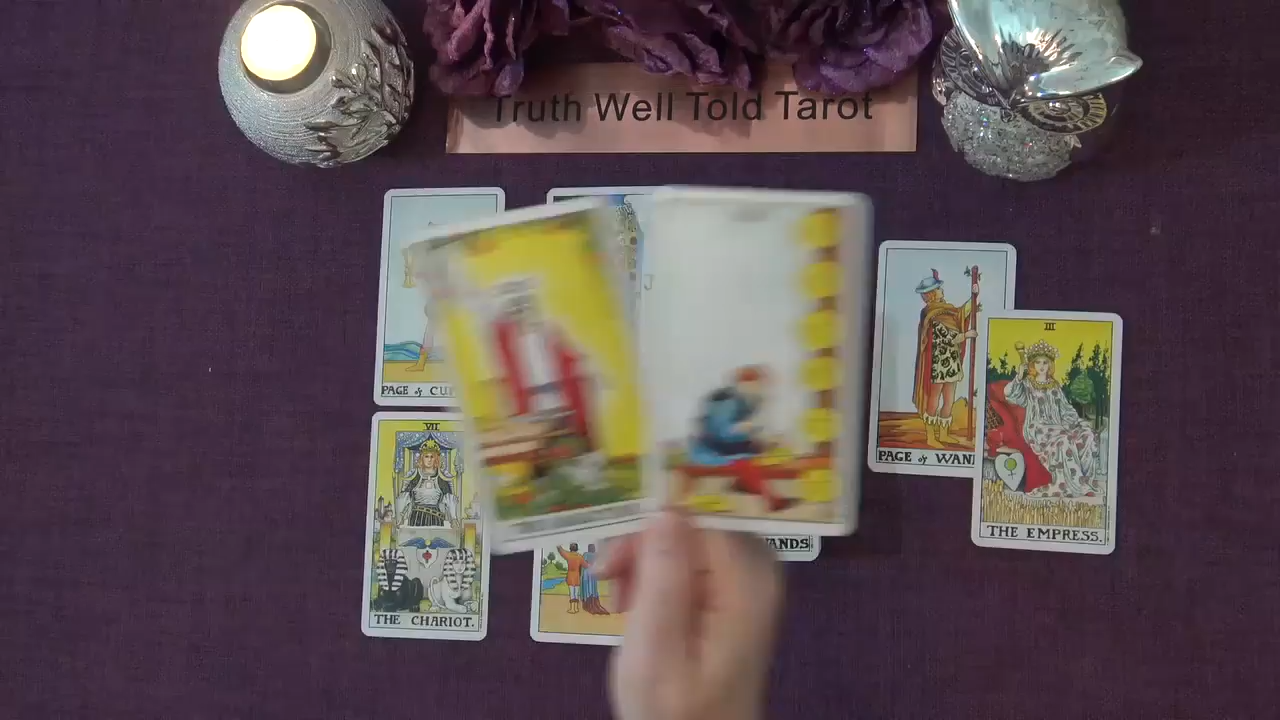 Truth Well Told Tarot
PAGE of CU
VII
THE CHARIOT.
ANDS
PAGE of WAN
III
THE EMPRESS.